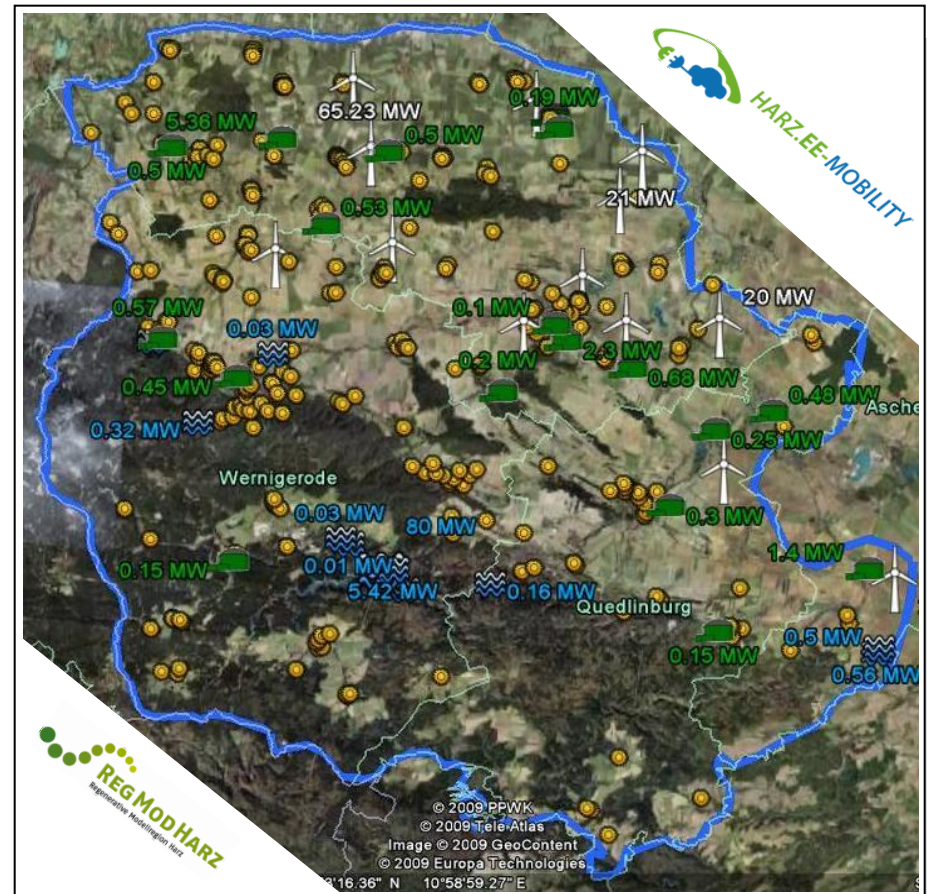 HARZ.EE-MOBILITY
65.23 MW
0.19 MW
5.36 MW
0.5 MW
0.5 MW
21 MW
0.53 MW
20 MW
0.57 MW
0.1 MW
0.03 MW
0.2 MW
2.3 MW
0.68 MW
0.45 MW
0.48 MW
Asche
0.32 MW
0.25 MW
Wernigerode
0.03 MW
80 MW
0.3 MW
1.4 MW
0.15 MW
0.01 MW
5.42 MW
0.16 MW
Quedlinburg
0.5 MW
0.15 MW
0.56 MW
REGMODHARZ
Regenerative Modellregion Harz
© 2009 PPWK
© 2009 Tele Atlas
Image © 2009 GeoContent
© 2009 Europa Technologies
3'16.36" N 10°58'59.27" E